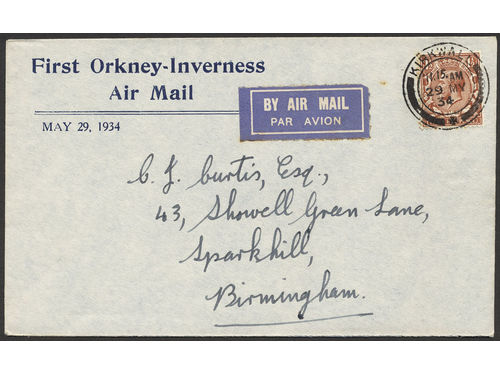 First Orkney-Inverness
Air Mail
MAY 29, 1934
BY AIR MAIL
PAR AVION
KIRKWALL
15 AM
29 MY
34
C. J. Curtis, Esq.,
43, Showell Green Lane,
Sparkhill,
Birmingham.